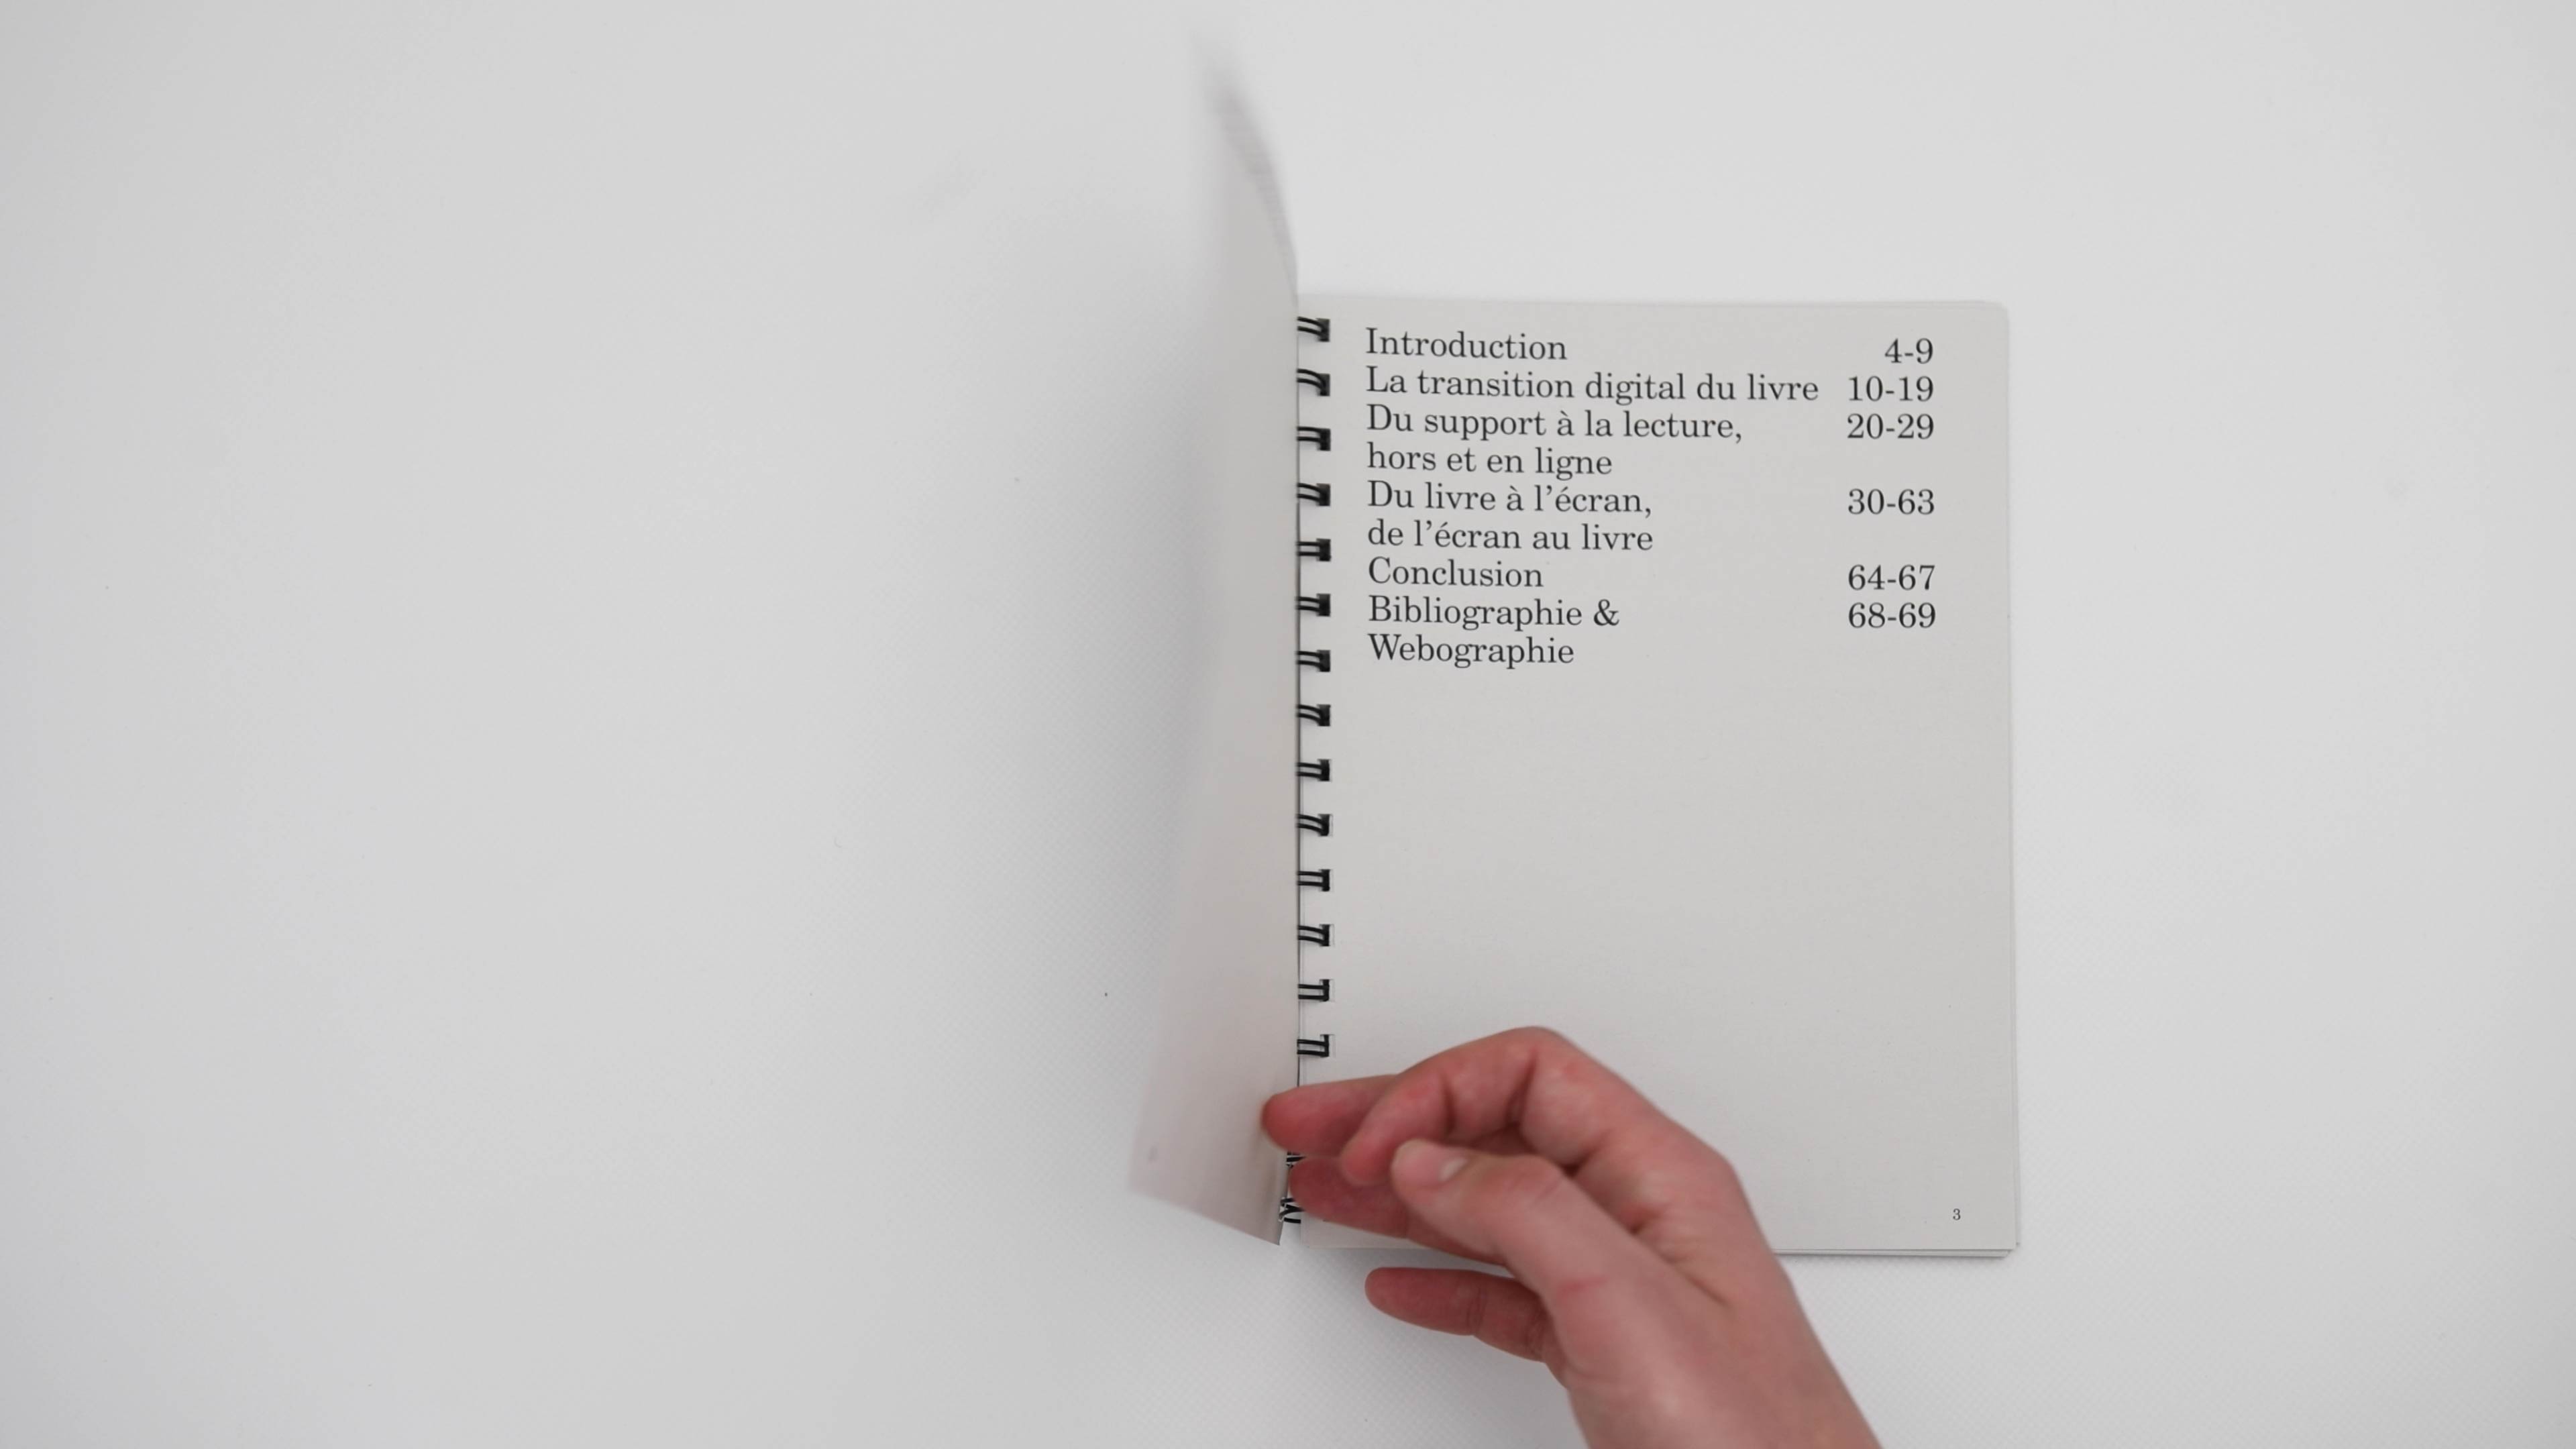 Introduction 4-9
La transition digital du livre 10-19
Du support à la lecture, 20-29
hors et en ligne
Du livre à l’écran, 30-63
de l’écran au livre
Conclusion 64-67
Bibliographie & 68-69
Webographie
3